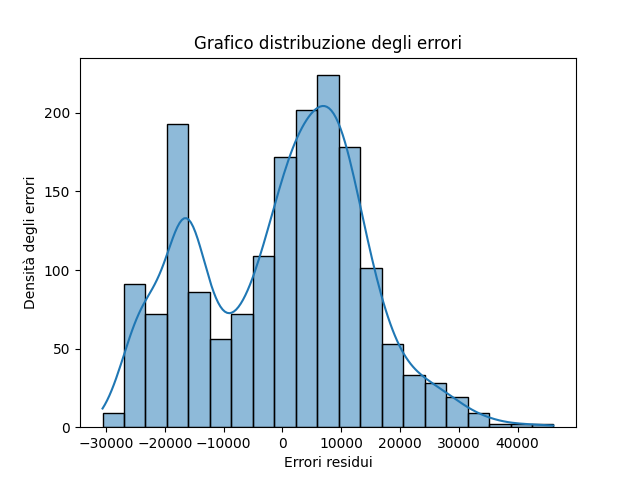 Grafico distribuzione degli errori
200
150
100
50
0
Densità degli errori
−30000 −20000 −10000 0 10000 20000 30000 40000
Errori residui